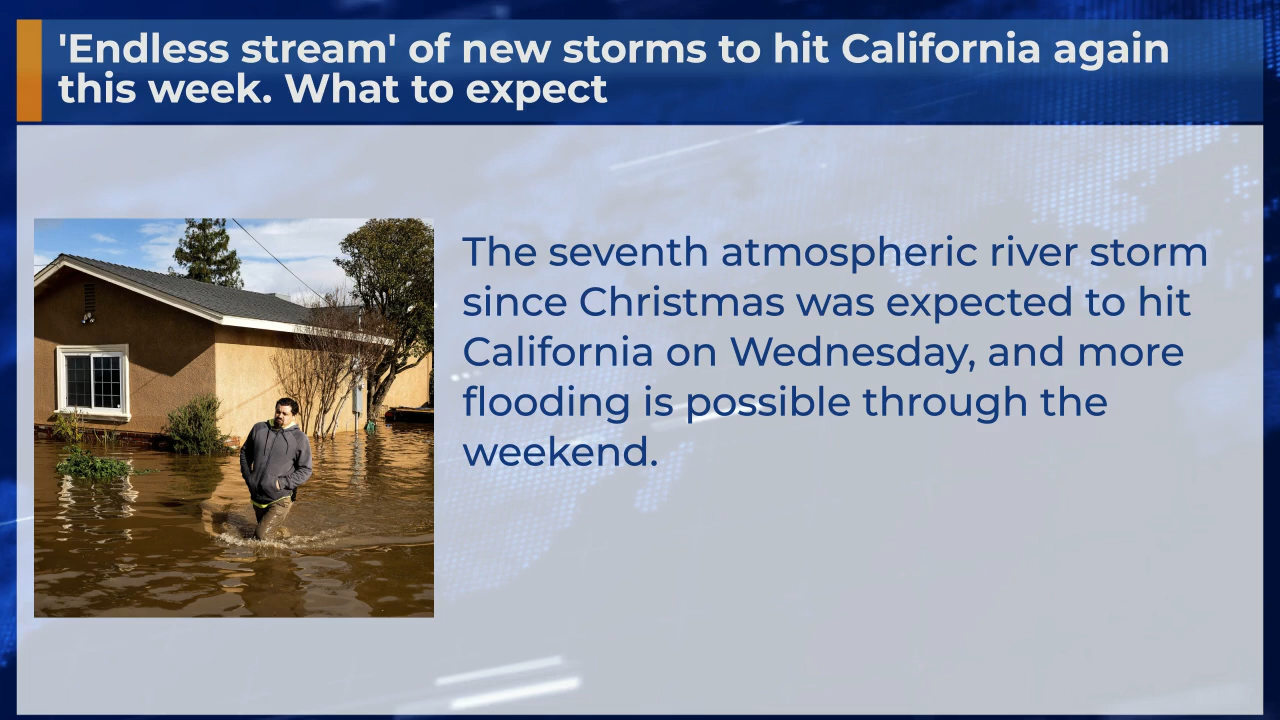 'Endless stream' of new storms to hit California again
this week. What to expect
The seventh atmospheric river storm
since Christmas was expected to hit
California on Wednesday, and more
flooding is possible through the
weekend.